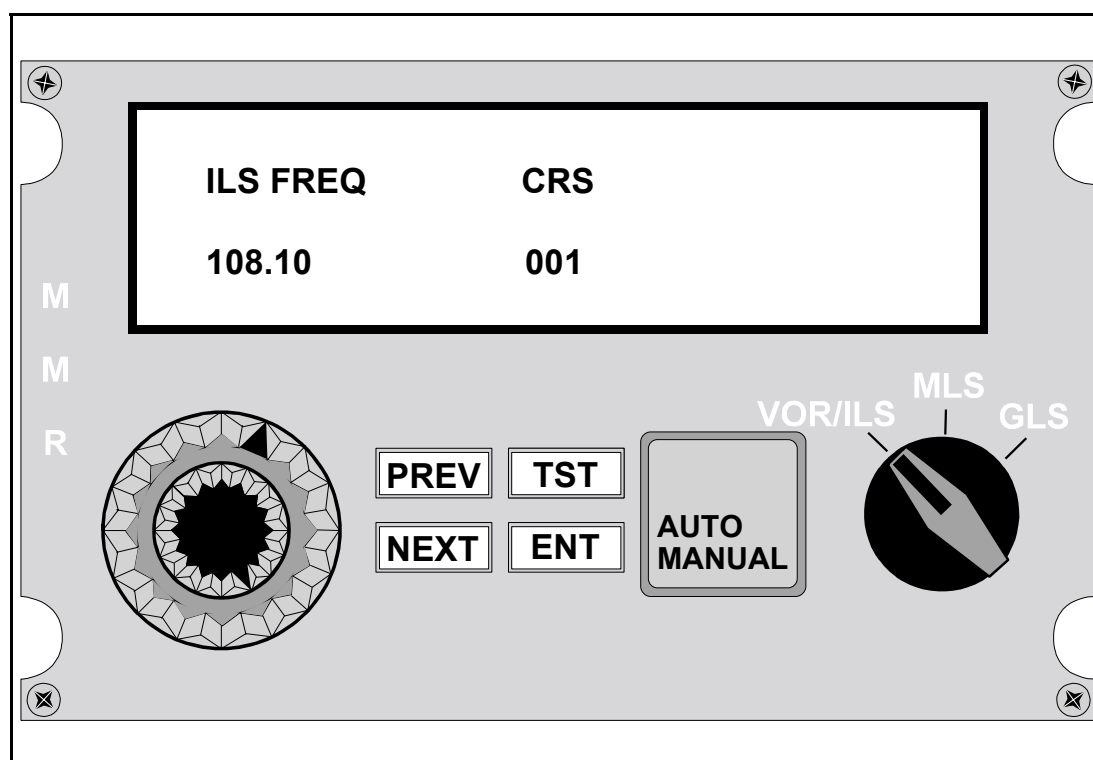 ILS FREQ CRS
108.10 001
M
M
R
PREV
TST
NEXT
ENT
AUTO
MANUAL
VOR/ILS
MLS
GLS